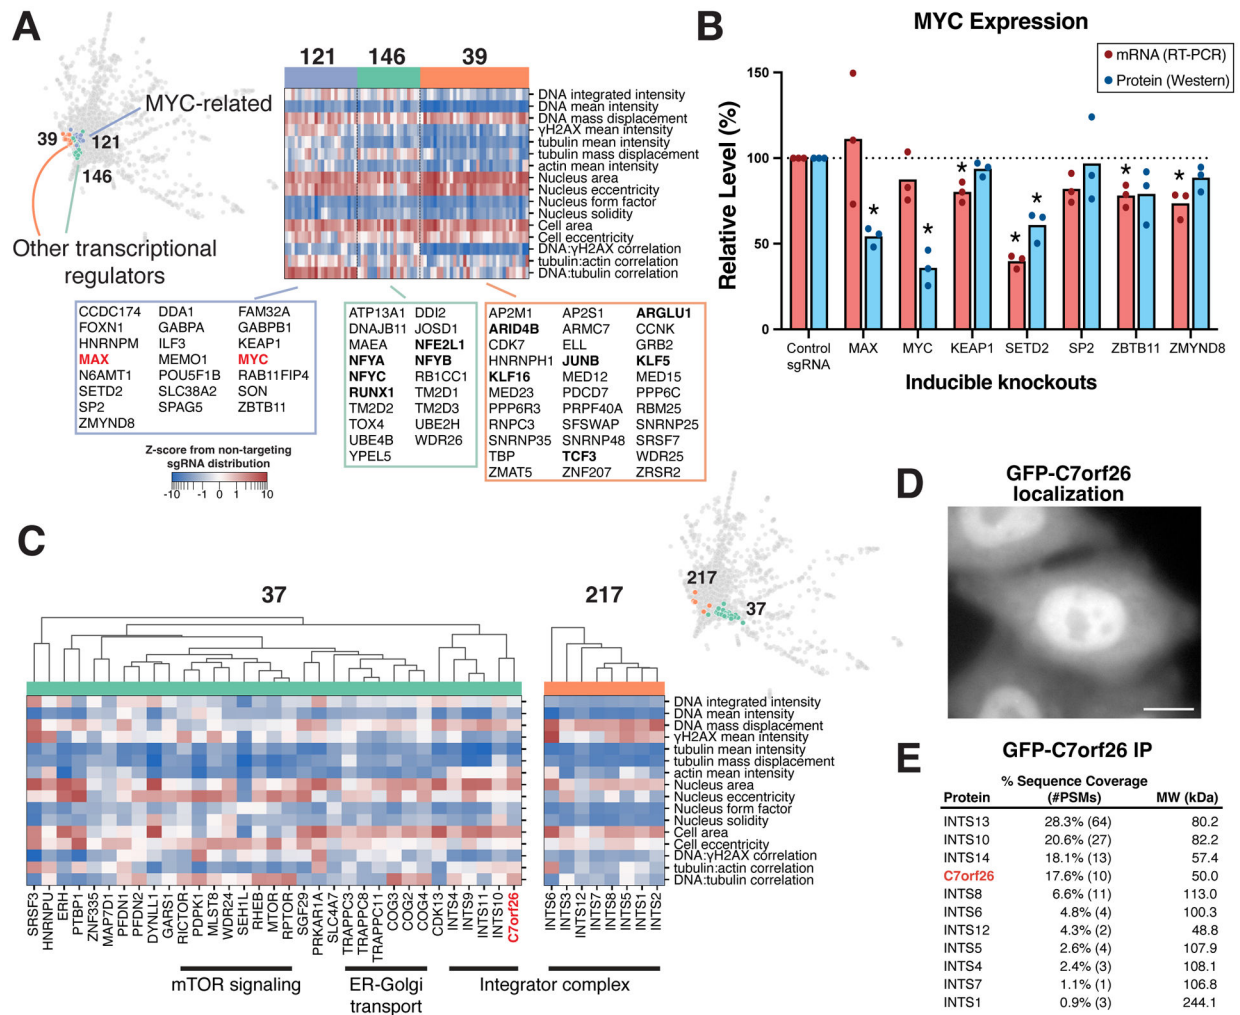 A
MYC-related
39
121
146
Other transcriptional
regulators
121 146 39
DNA integrated intensity
DNA mean intensity
DNA mass displacement
γH2AX mean intensity
tubulin mean intensity
tubulin mass displacement
actin mean intensity
Nucleus area
Nucleus eccentricity
Nucleus form factor
Nucleus solidity
Cell area
Cell eccentricity
DNA:γH2AX correlation
tubulin:actin correlation
DNA:tubulin correlation
CCDC174 DDA1 FAM32A
FOXN1 GABPA GABPB1
HNRNPM ILF3 KEAP1
MAX MEMO1 MYC
N6AMT1 POU5F1B RAB11FIP4
SETD2 SLC38A2 SON
SP2 SPAG5 ZBTB11
ZMYND8
ATP13A1 DDI2
DNAJB11 JOSD1
MAEA NFE2L1
NFYA NFYB
NFYC RB1CC1
RUNX1 TM2D1
TM2D2 TM2D3
TOX4 UBE2H
UBE4B WDR26
YPEL5
AP2M1 AP2S1 ARGLU1
ARID4B ARMC7 CCNK
CDK7 ELL GRB2
HNRNPH1 JUNB KLF5
KLF16 MED12 MED15
MED23 PDCD7 PPP6C
PPP6R3 PRPF40A RBM25
RNPC3 SFSWAP SNRNP25
SNRNP35 SNRNP48 SRSF7
TBP TCF3 WDR25
ZMAT5 ZNF207 ZRSR2
Z-score from non-targeting
sgRNA distribution
-10 -1 0 1 10
B
MYC Expression
mRNA (RT-PCR)
Protein (Western)
Relative Level (%)
150
100
50
0
* * * * * * *
Control
sgRNA
MAX
MYC
KEAP1
SETD2
SP2
ZBTB11
ZMYND8
Inducible knockouts
C
37
217
217
37
DNA integrated intensity
DNA mean intensity
DNA mass displacement
γH2AX mean intensity
tubulin mean intensity
tubulin mass displacement
actin mean intensity
Nucleus area
Nucleus eccentricity
Nucleus form factor
Nucleus solidity
Cell area
Cell eccentricity
DNA:γH2AX correlation
tubulin:actin correlation
DNA:tubulin correlation
SRSF3
HNRNPU
ERH
PTBP1
ZNF335
MAP7D1
PFDN1
PFDN2
DYNLL1
GARS1
RICTOR
PDPK1
MLST8
WDR24
SEH1L
RHEB
MTOR
RPTOR
SGF29
PRKAR1A
SLC4A7
TRAPPC3
TRAPPC8
TRAPPC11
COG3
COG2
COG4
CDK13
INTS4
INTS9
INTS11
INTS10
C7orf26
INTS6
INTS3
INTS12
INTS7
INTS8
INTS5
INTS1
INTS2
mTOR signaling
ER-Golgi
transport
Integrator complex
D
GFP-C7orf26
localization
E
GFP-C7orf26 IP
% Sequence Coverage
Protein (#PSMs) MW (kDa)
INTS13 28.3% (64) 80.2
INTS10 20.6% (27) 82.2
INTS14 18.1% (13) 57.4
C7orf26 17.6% (10) 50.0
INTS8 6.6% (11) 113.0
INTS6 4.8% (4) 100.3
INTS12 4.3% (2) 48.8
INTS5 2.6% (4) 107.9
INTS4 2.4% (3) 108.1
INTS7 1.1% (1) 106.8
INTS1 0.9% (3) 244.1